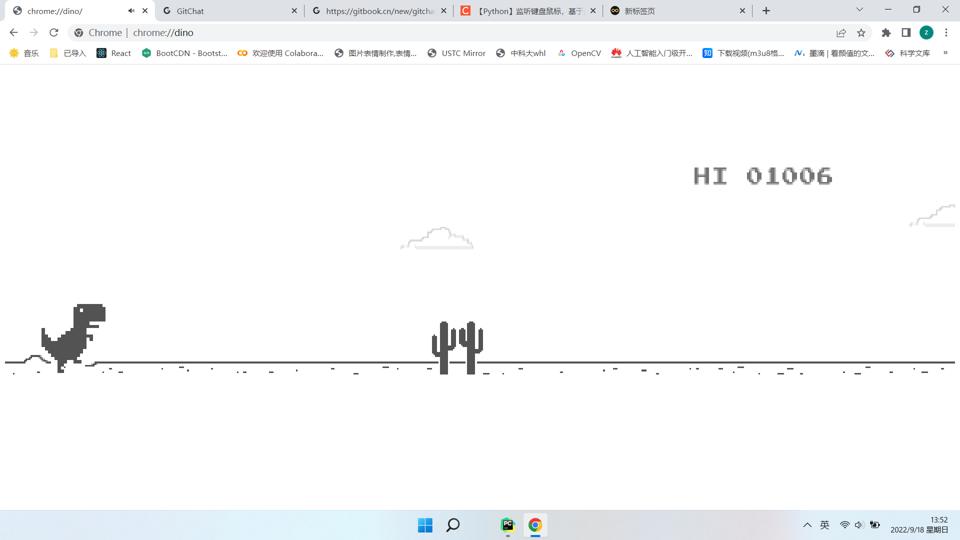 chrome://dino/
GitChat
https://gitbook.cn/new/gitcha
【Python】监听键盘鼠标，基于
新标签页
Chrome | chrome://dino
z
音乐
已导入
React
BootCDN - Bootst...
欢迎使用 Colabora...
图片表情制作,表情...
USTC Mirror
中科大whl
OpenCV
人工智能入门级开...
知 下载视频(m3u8格...
墨滴 | 看颜值的文...
科学文库
»
HI 01006
PC
英
13:52
2022/9/18 星期日